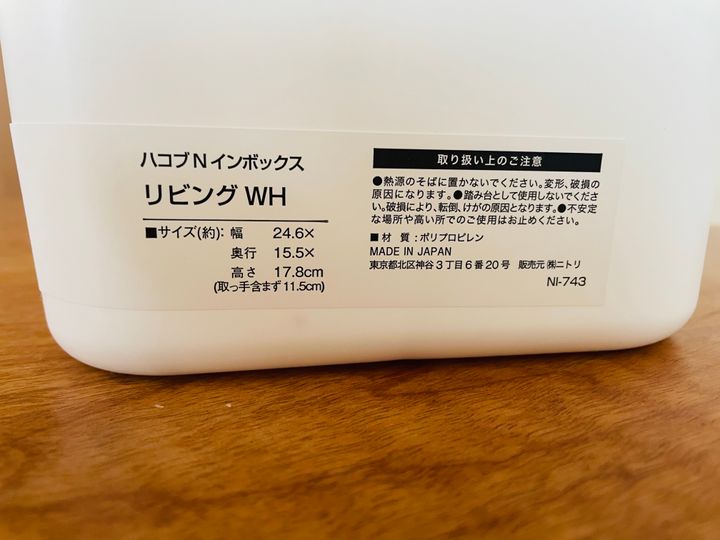 ハコブNインボックス
リビングWH
■サイズ(約): 幅 24.6×
奥行 15.5×
高さ 17.8cm
(取っ手含まず11.5cm)
取り扱い上のご注意
●熱源のそばに置かないでください。変形、破損の
原因になります。●踏み台として使用しないでくださ
い。破損により、転倒、けがの原因となります。●不安定
な場所や高い所でのご使用はお止めください。
■材 質:ポリプロピレン
MADE IN JAPAN
東京都北区神谷3丁目6番20号 販売元 ㈱ニトリ
NI-743